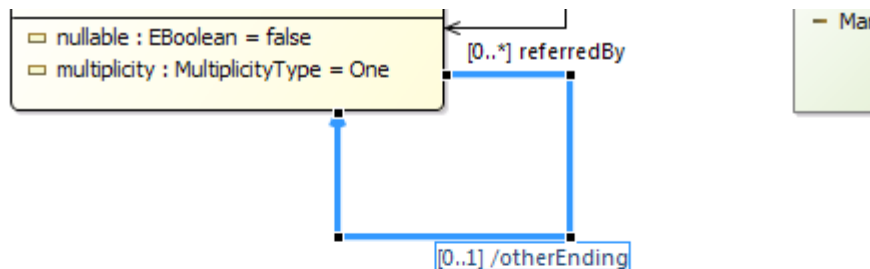 nullable : EBoolean = false
multiplicity : MultiplicityType = One
[0..*] referredBy
[0..1] /otherEnding